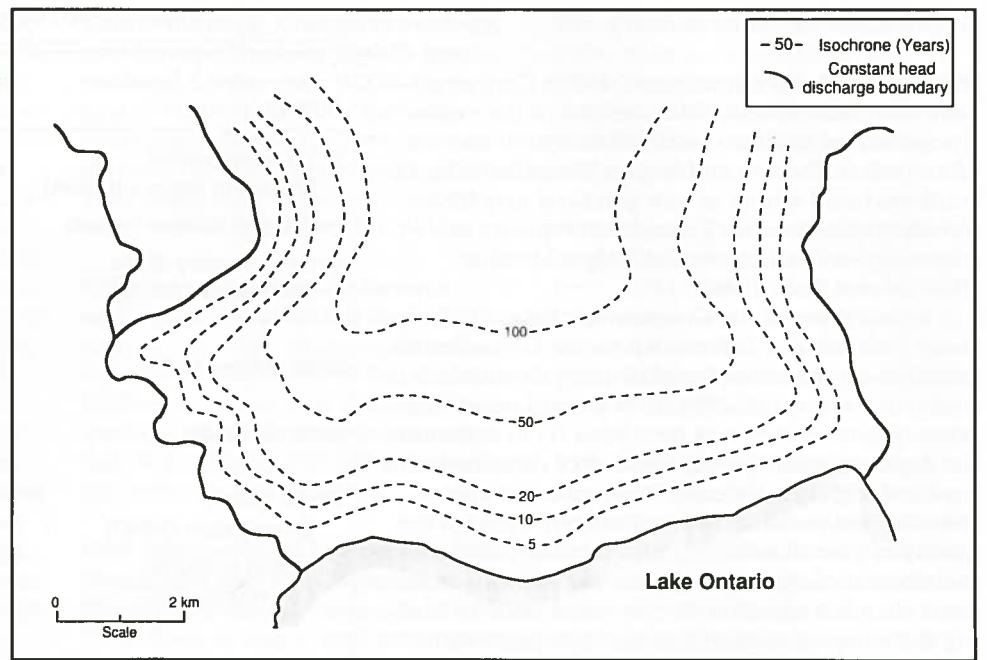 -50- Isochrone (Years)
Constant head
discharge boundary
100
50
20
10
5
Lake Ontario
0 2 km
Scale